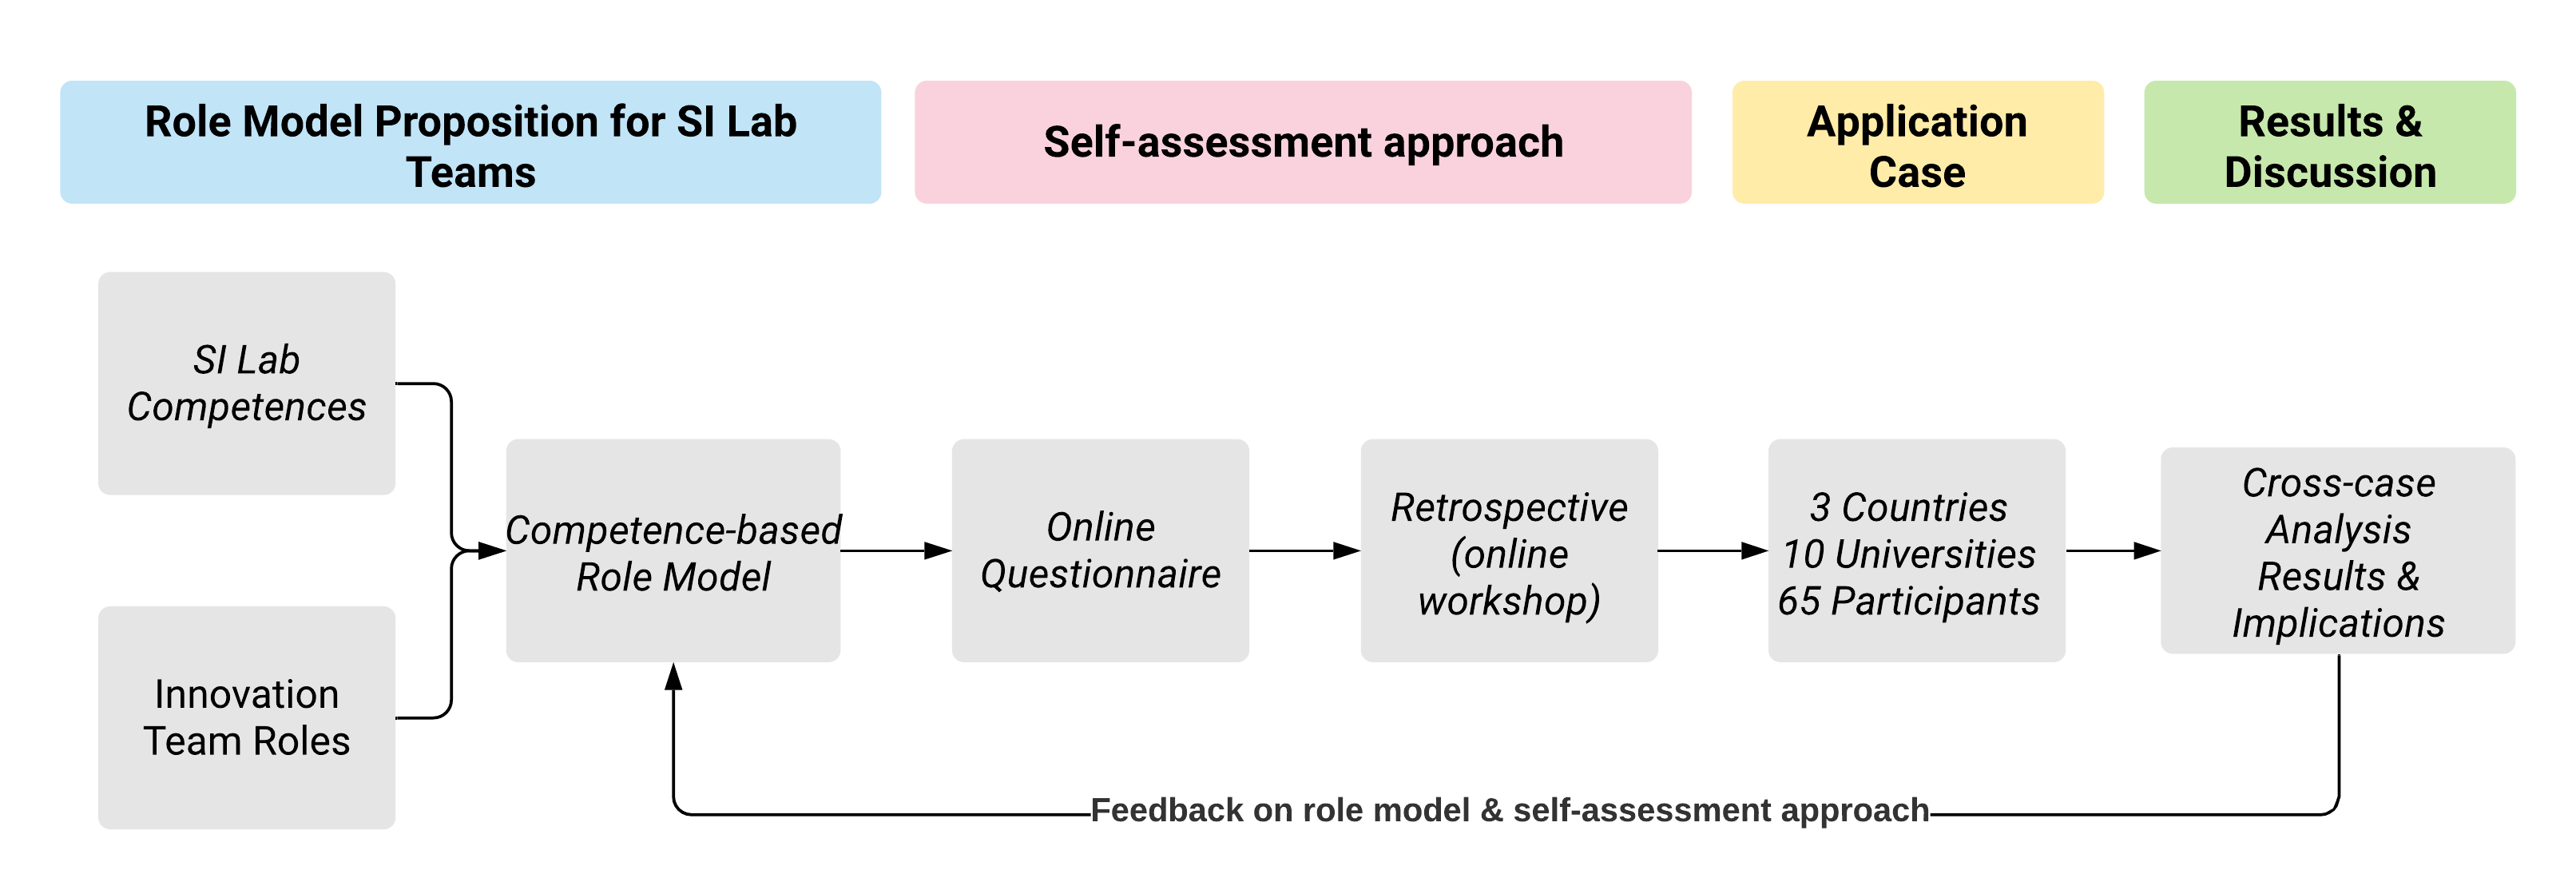 Role Model Proposition for SI Lab
Teams
Self-assessment approach
Application
Case
Results &
Discussion
SI Lab
Competences
Innovation
Team Roles
Competence-based
Role Model
Online
Questionnaire
Retrospective
(online
workshop)
3 Countries
10 Universities
65 Participants
Cross-case
Analysis
Results &
Implications
Feedback on role model & self-assessment approach